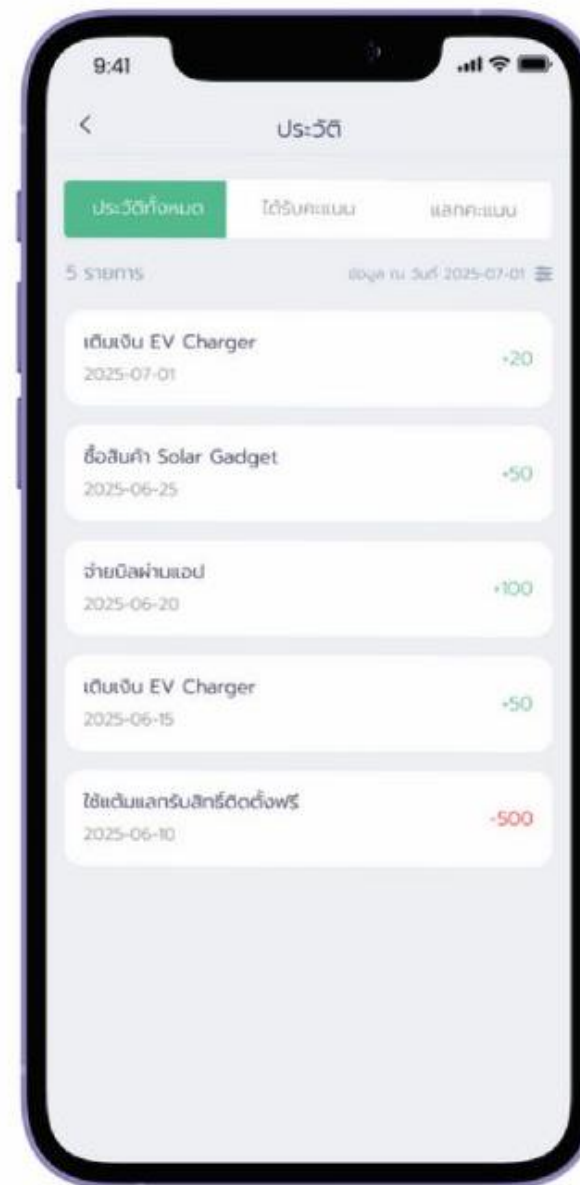 9:41
ประวัติ
ประวัติทั้งหมด ได้รับคะแนน แลกคะแนน
5 รายการ ข้อมูล ณ วันที่ 2025-07-01
เติมเงิน EV Charger
+20
2025-07-01
ซื้อสินค้า Solar Gadget
+50
2025-06-25
จ่ายบิลผ่านแอป
+100
2025-06-20
เติมเงิน EV Charger
+50
2025-06-15
ใช้แต้มแลกรับสิทธิ์ติดตั้งฟรี
-500
2025-06-10